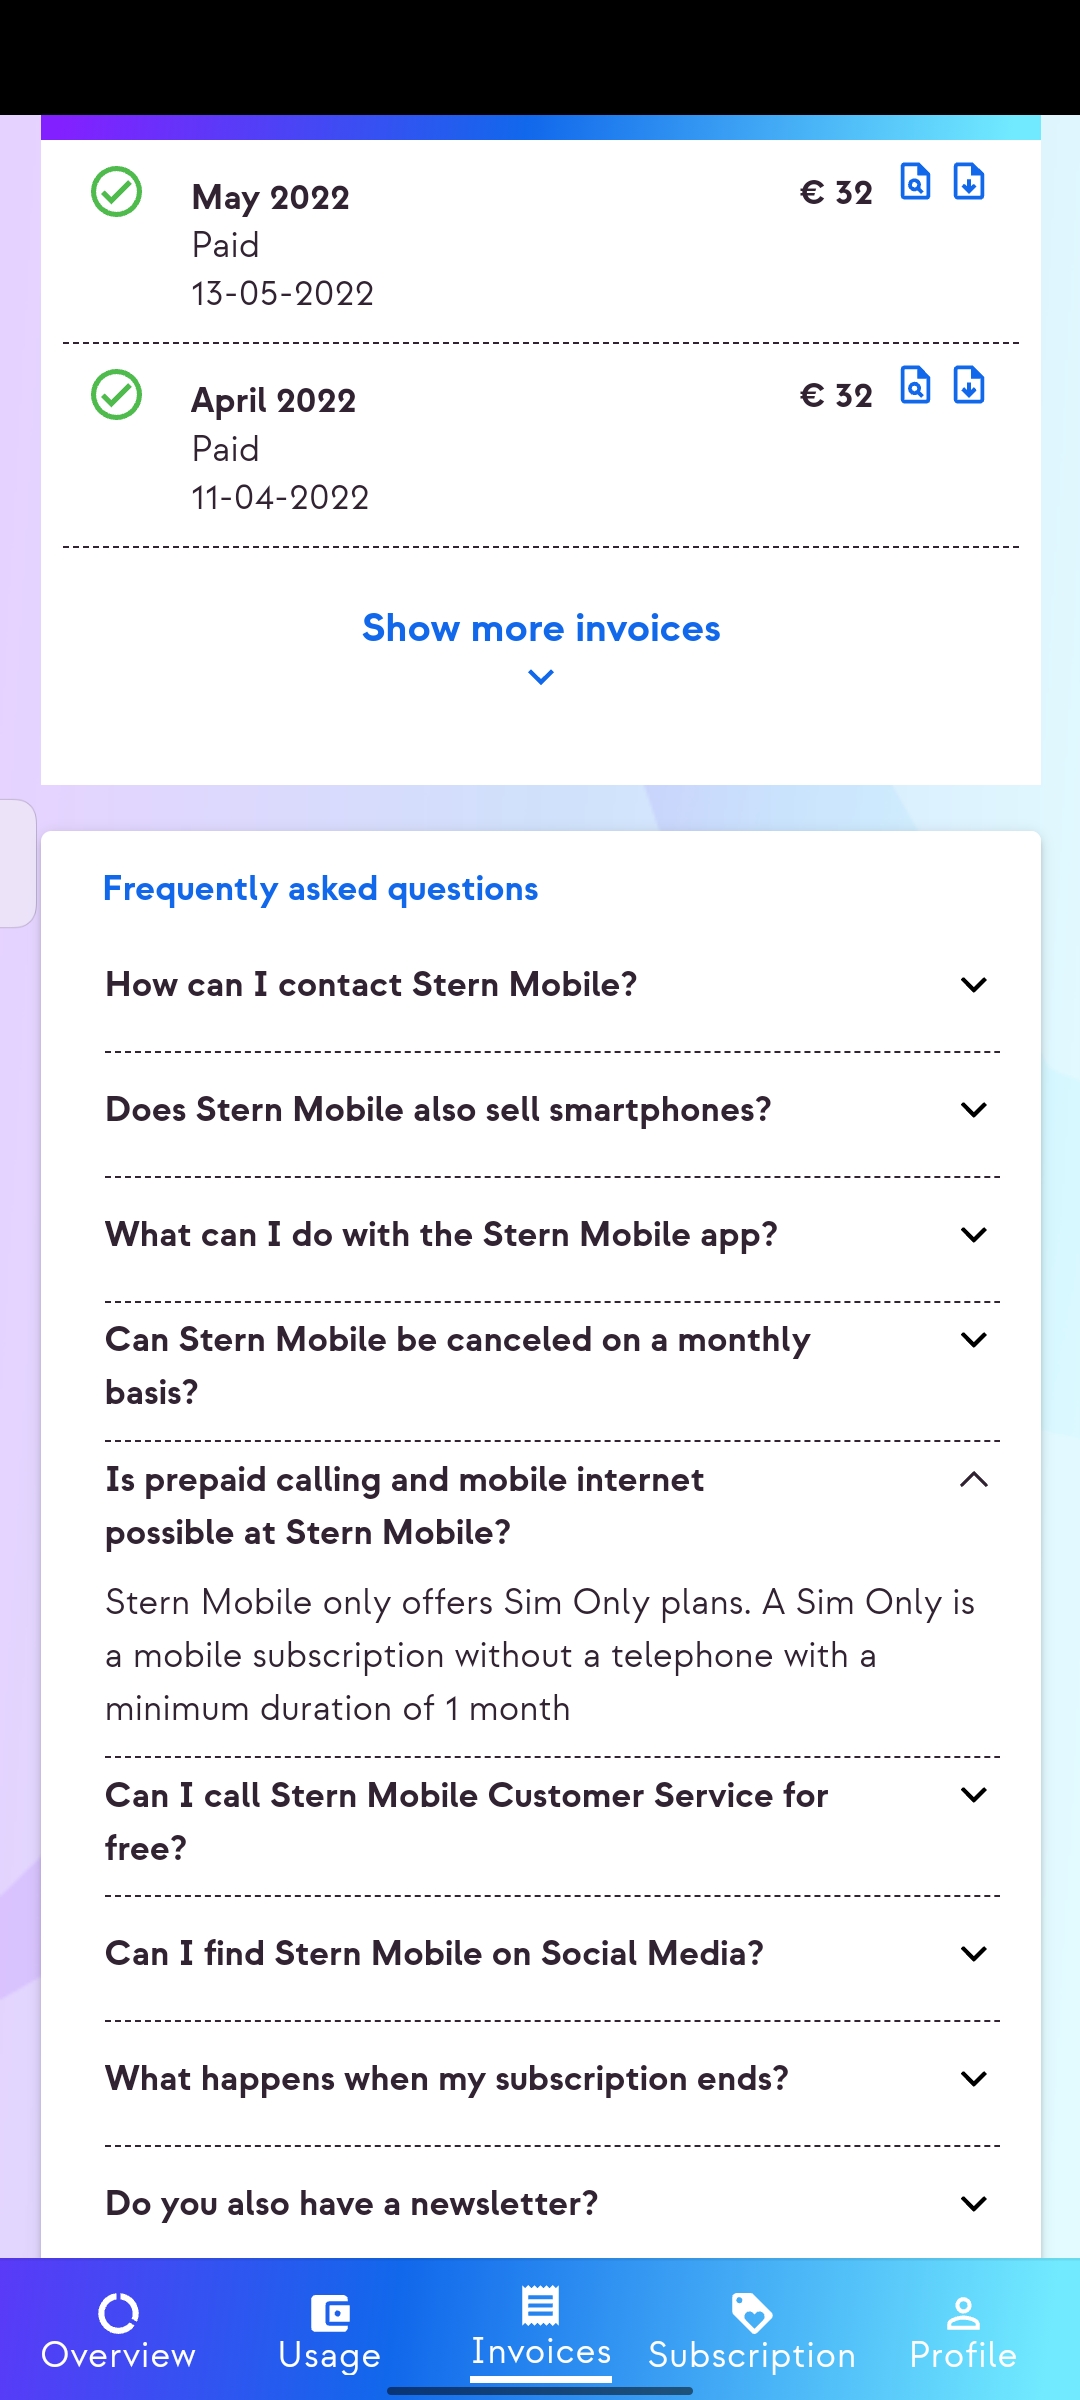 May 2022
€ 32
Paid
13-05-2022
April 2022
€ 32
Paid
11-04-2022
Show more invoices
Frequently asked questions
How can I contact Stern Mobile?
Does Stern Mobile also sell smartphones?
What can I do with the Stern Mobile app?
Can Stern Mobile be canceled on a monthly
basis?
Is prepaid calling and mobile internet
possible at Stern Mobile?
Stern Mobile only offers Sim Only plans. A Sim Only is
a mobile subscription without a telephone with a
minimum duration of 1 month
Can I call Stern Mobile Customer Service for
free?
Can I find Stern Mobile on Social Media?
What happens when my subscription ends?
Do you also have a newsletter?
Overview
Usage
Invoices
Subscription
Profile